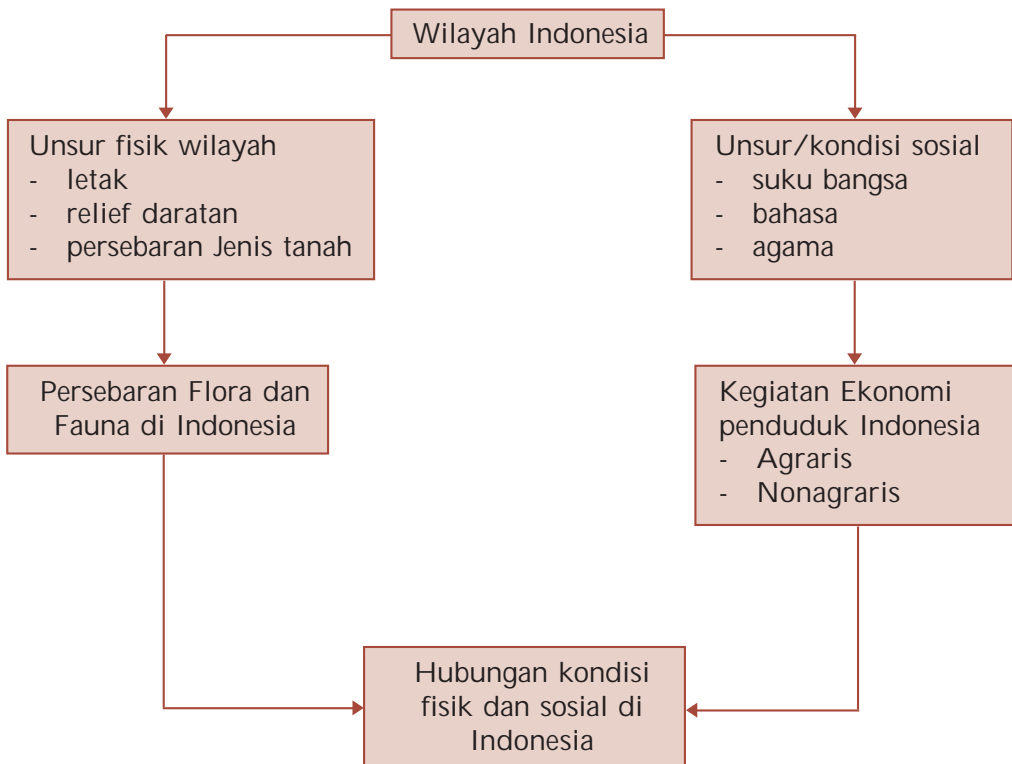 Wilayah Indonesia
Unsur fisik wilayah
- letak
- relief daratan
- persebaran Jenis tanah
Unsur/kondisi sosial
- suku bangsa
- bahasa
- agama
Persebaran Flora dan
Fauna di Indonesia
Kegiatan Ekonomi
penduduk Indonesia
- Agraris
- Nonagraris
Hubungan kondisi
fisik dan sosial di
Indonesia